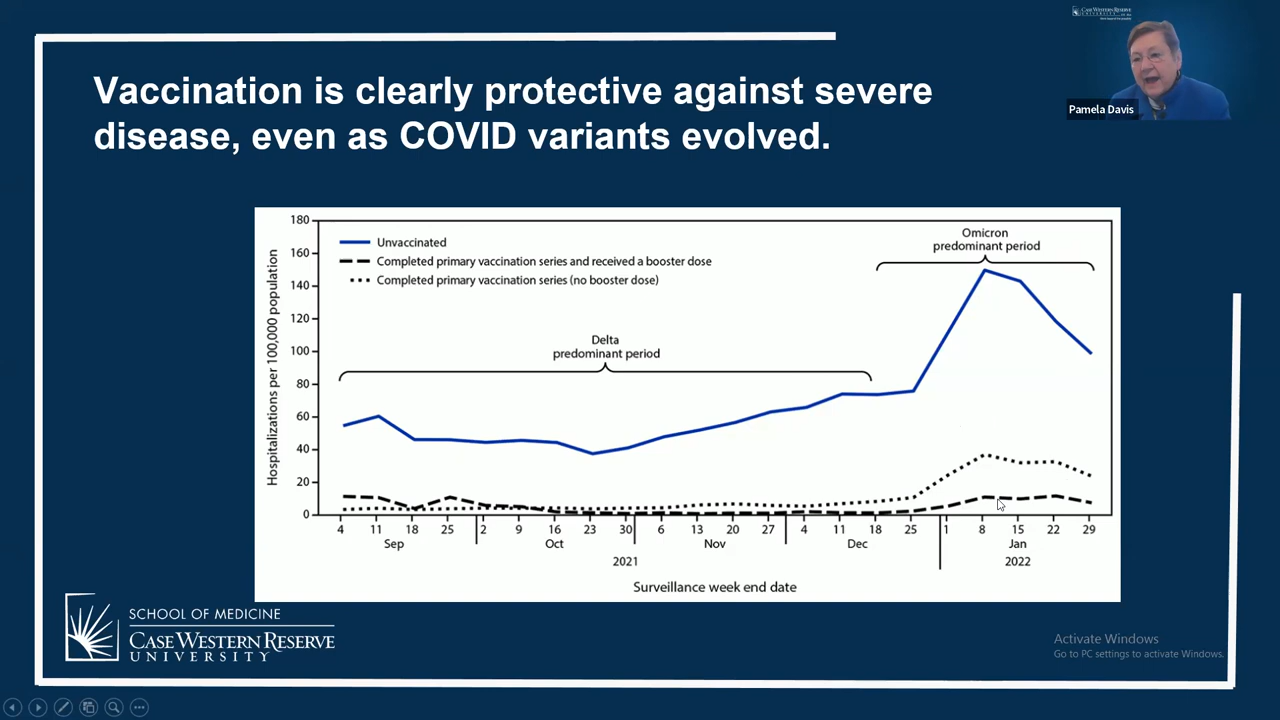 CASE WESTERN RESERVE
UNIVERSITY
Pamela Davis
Vaccination is clearly protective against severe
disease, even as COVID variants evolved.
Hospitalizations per 100,000 population
180
160
140
120
100
80
60
40
20
0
Unvaccinated
Completed primary vaccination series and received a booster dose
Completed primary vaccination series (no booster dose)
Delta
predominant period
Omicron
predominant period
4 11 18 25 2 9 16 23 30 6 13 20 27 4 11 18 25 1 8 15 22 29
Sep Oct Nov Dec Jan
2021 2022
Surveillance week end date
SCHOOL OF MEDICINE
CASE WESTERN RESERVE
UNIVERSITY
Activate Windows
Go to PC settings to activate Windows.